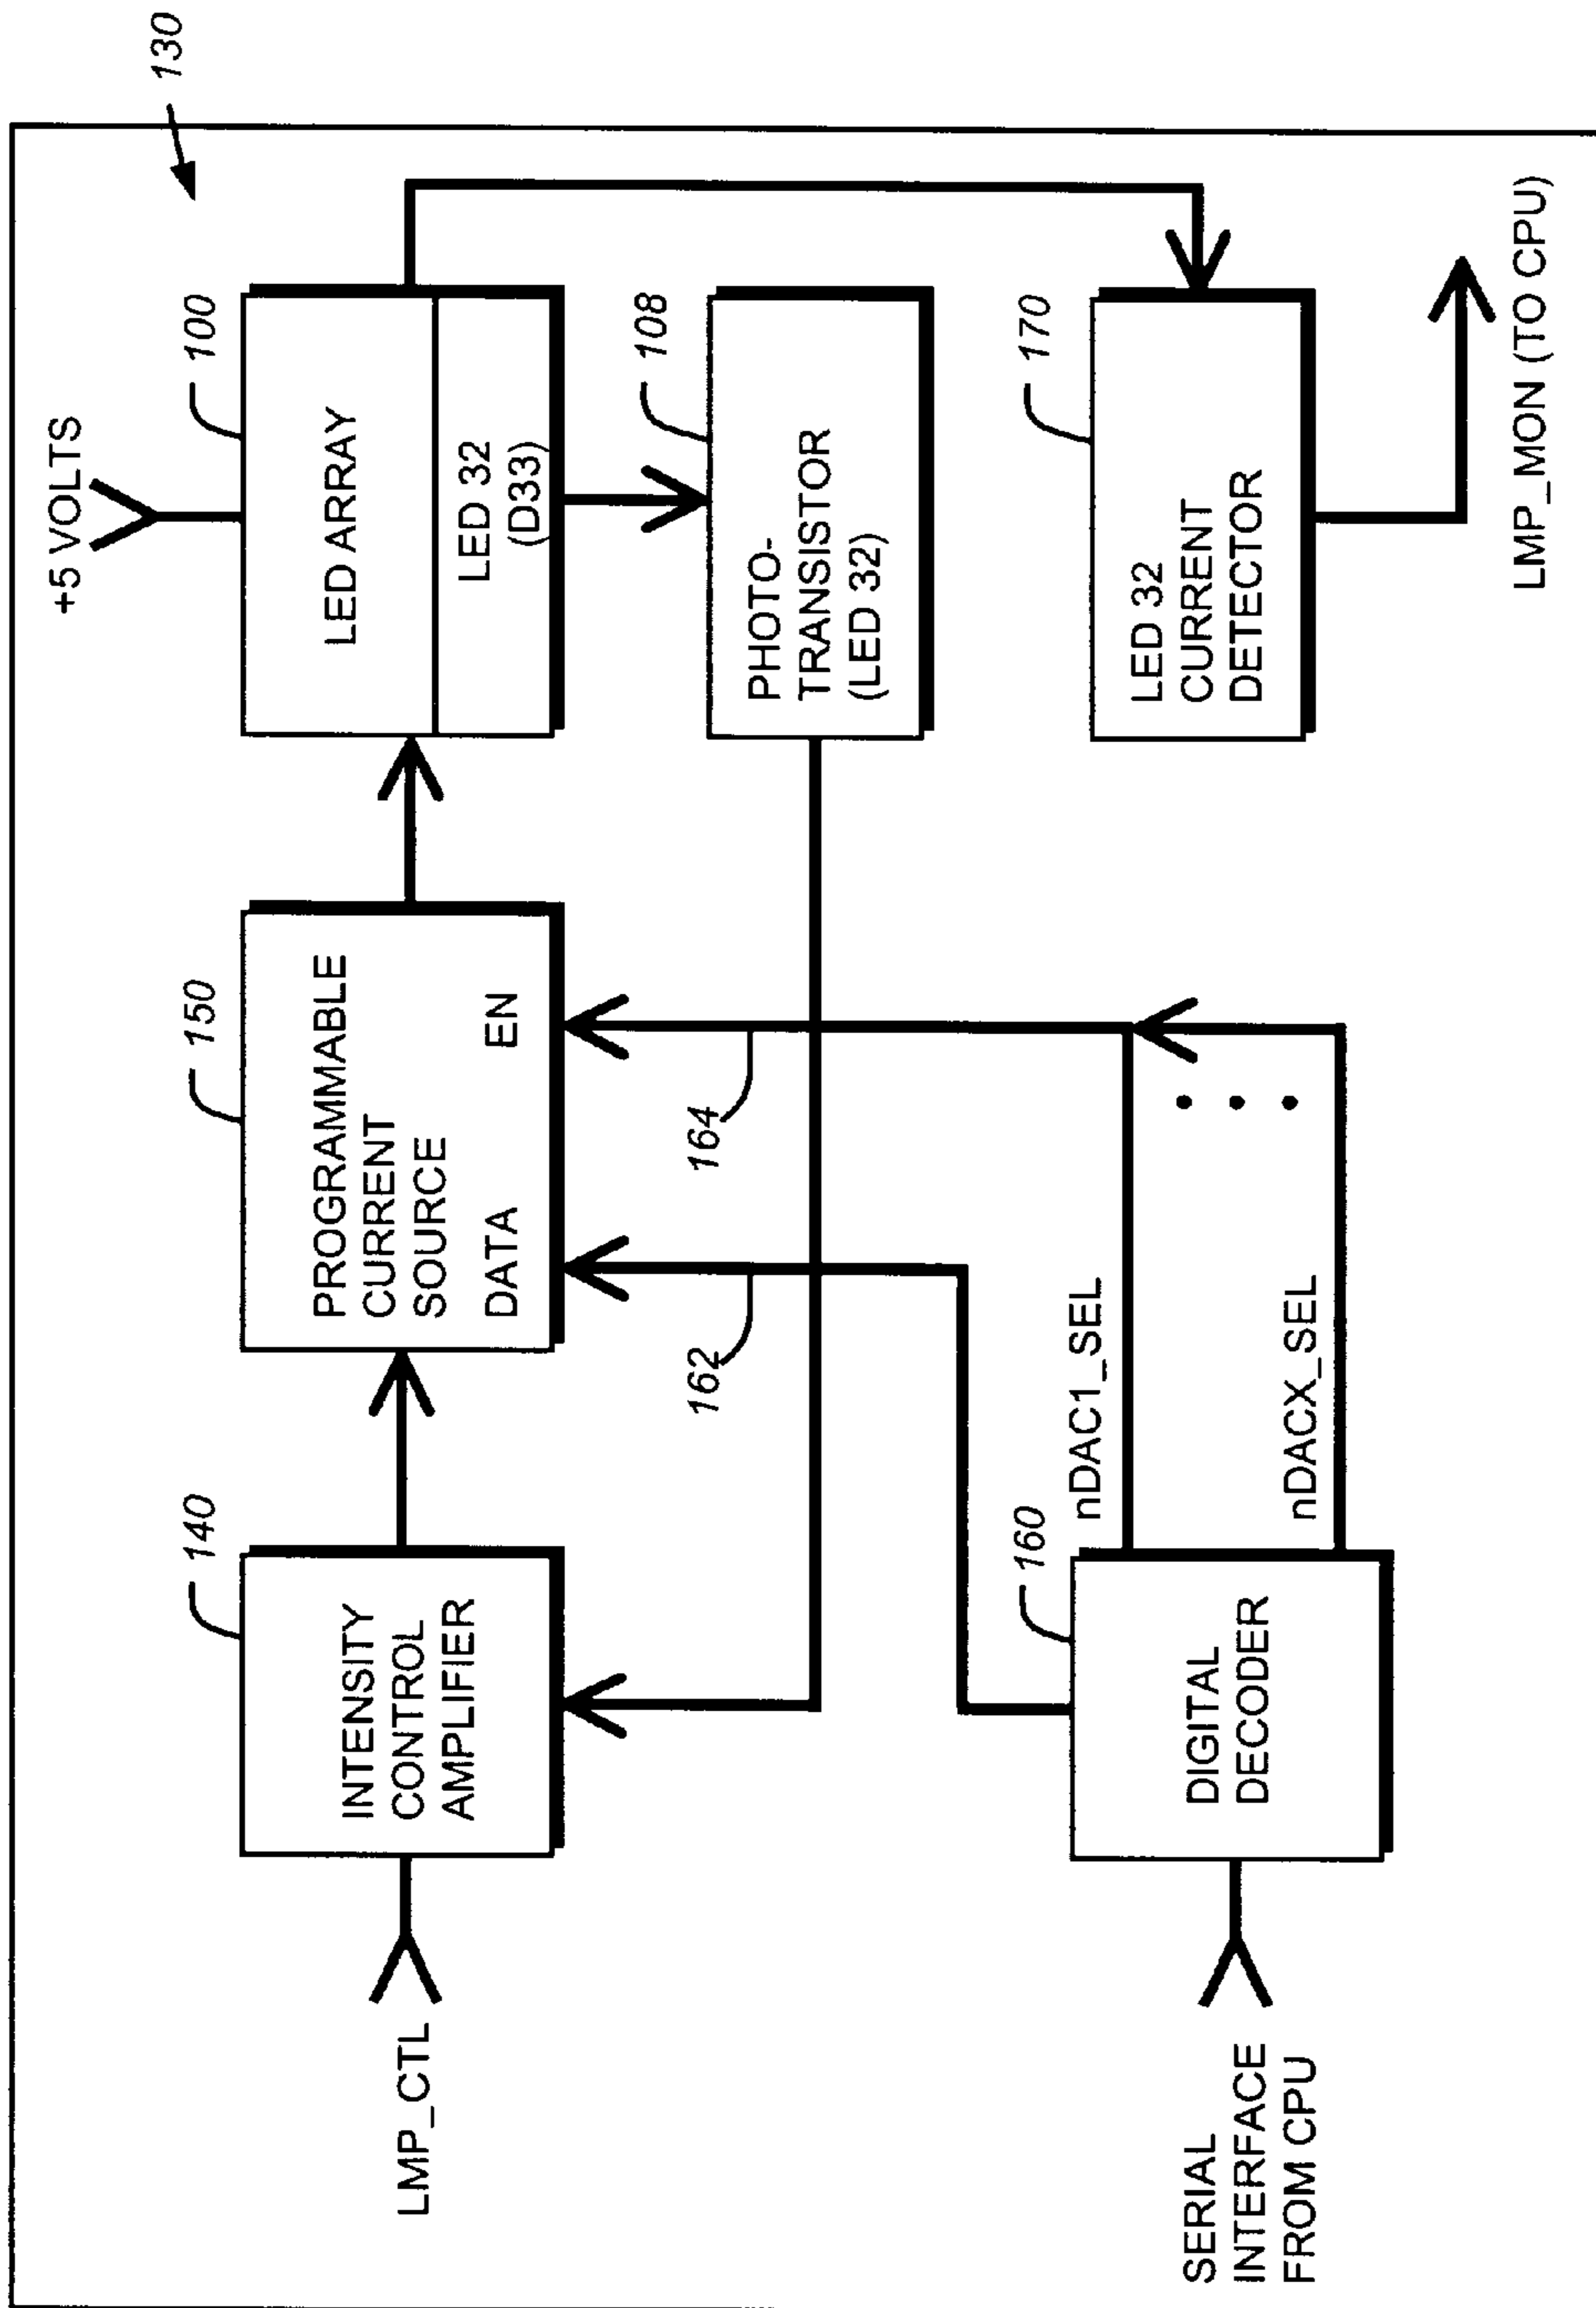 130
+5 VOLTS
140
150
100
INTENSITY
CONTROL
AMPLIFIER
PROGRAMMABLE
CURRENT
SOURCE
DATA EN
LED ARRAY
LED 32
(D33)
LMP_CTL
162
164
108
PHOTO-
TRANSISTOR
(LED 32)
160
nDAC1_SEL
170
DIGITAL
DECODER
nDACX_SEL
LED 32
CURRENT
DETECTOR
SERIAL
INTERFACE
FROM CPU
LMP_MON (TO CPU)